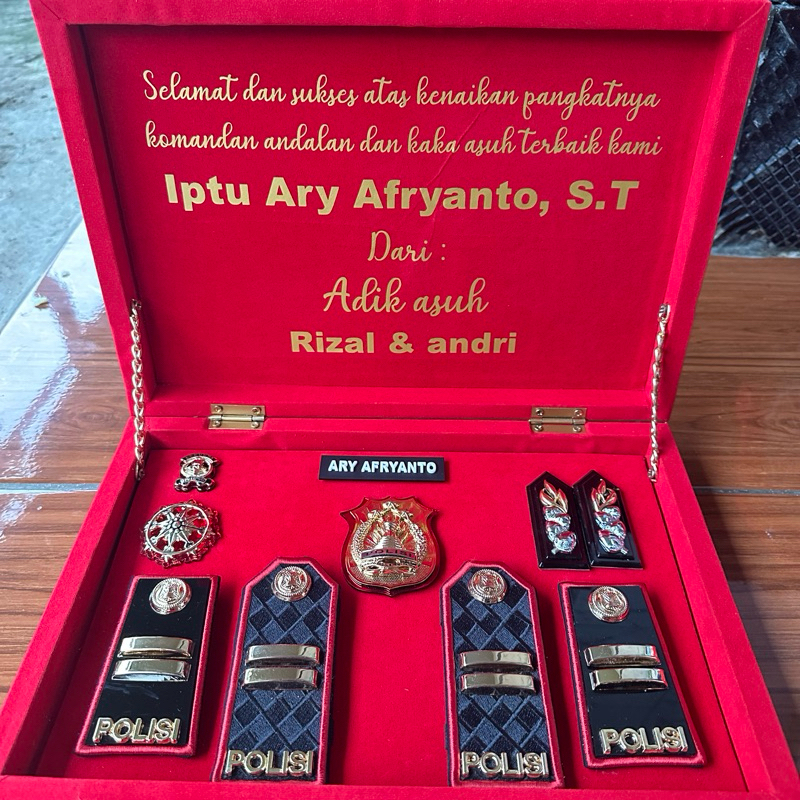 Selamat dan sukses atas kenaikan pangkatnya
komandan andalan dan kaka asuh terbaik kami
Iptu Ary Afryanto, S.T
Dari :
Adik asuh
Rizal & andri
ARY AFRYANTO
POLISI
POLISI
POLISI
POLISI
POLISI